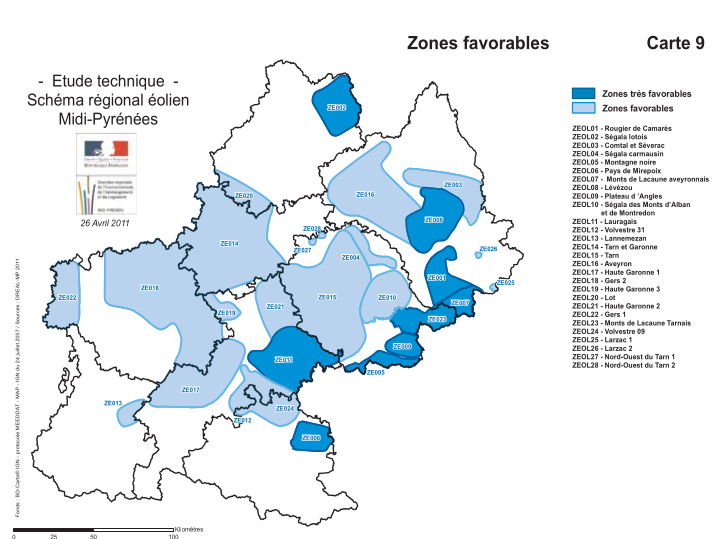 Zones favorables
Carte 9
- Etude technique -
Schéma régional éolien
Midi-Pyrénées
RÉPUBLIQUE FRANÇAISE
26 Avril 2011
Zones trés favorables
Zones favorables
ZEOL01 - Rougier de Camarès
ZEOL02 - Ségala lotois
ZEOL03 - Comtal et Séverac
ZEOL04 - Ségala carmausin
ZEOL05 - Montagne noire
ZEOL06 - Pays de Mirepoix
ZEOL07 - Monts de Lacaune aveyronnais
ZEOL08 - Lévézou
ZEOL09 - Plateau d 'Angles
ZEOL10 - Ségala des Monts d'Alban
et de Montredon
ZEOL11 - Lauragais
ZEOL12 - Volvestre 31
ZEOL13 - Lannemezan
ZEOL14 - Tarn et Garonne
ZEOL15 - Tarn
ZEOL16 - Aveyron
ZEOL17 - Haute Garonne 1
ZEOL18 - Gers 2
ZEOL19 - Haute Garonne 3
ZEOL20 - Lot
ZEOL21 - Haute Garonne 2
ZEOL22 - Gers 1
ZEOL23 - Monts de Lacaune Tarnais
ZEOL24 - Volvestre 09
ZEOL25 - Larzac 1
ZEOL26 - Larzac 2
ZEOL27 - Nord-Ouest du Tarn 1
ZEOL28 - Nord-Ouest du Tarn 2
ZE002
ZE003
ZE020
ZE016
ZE008
ZE028
ZE014
ZE027
ZE026
ZE004
ZE001
ZE025
ZE018
ZE022
ZE015
ZE010
ZE007
ZE021
ZE019
ZE023
ZE009
ZE011
ZE005
ZE017
ZE013
ZE024
ZE012
ZE006
Fonds : BD-Carto®IGN - protocole MEEDDAT - MAP - IGN du 24 juillet 2007 / Sources : DREAL-MP 2011
Kilomètres
0 25 50 100